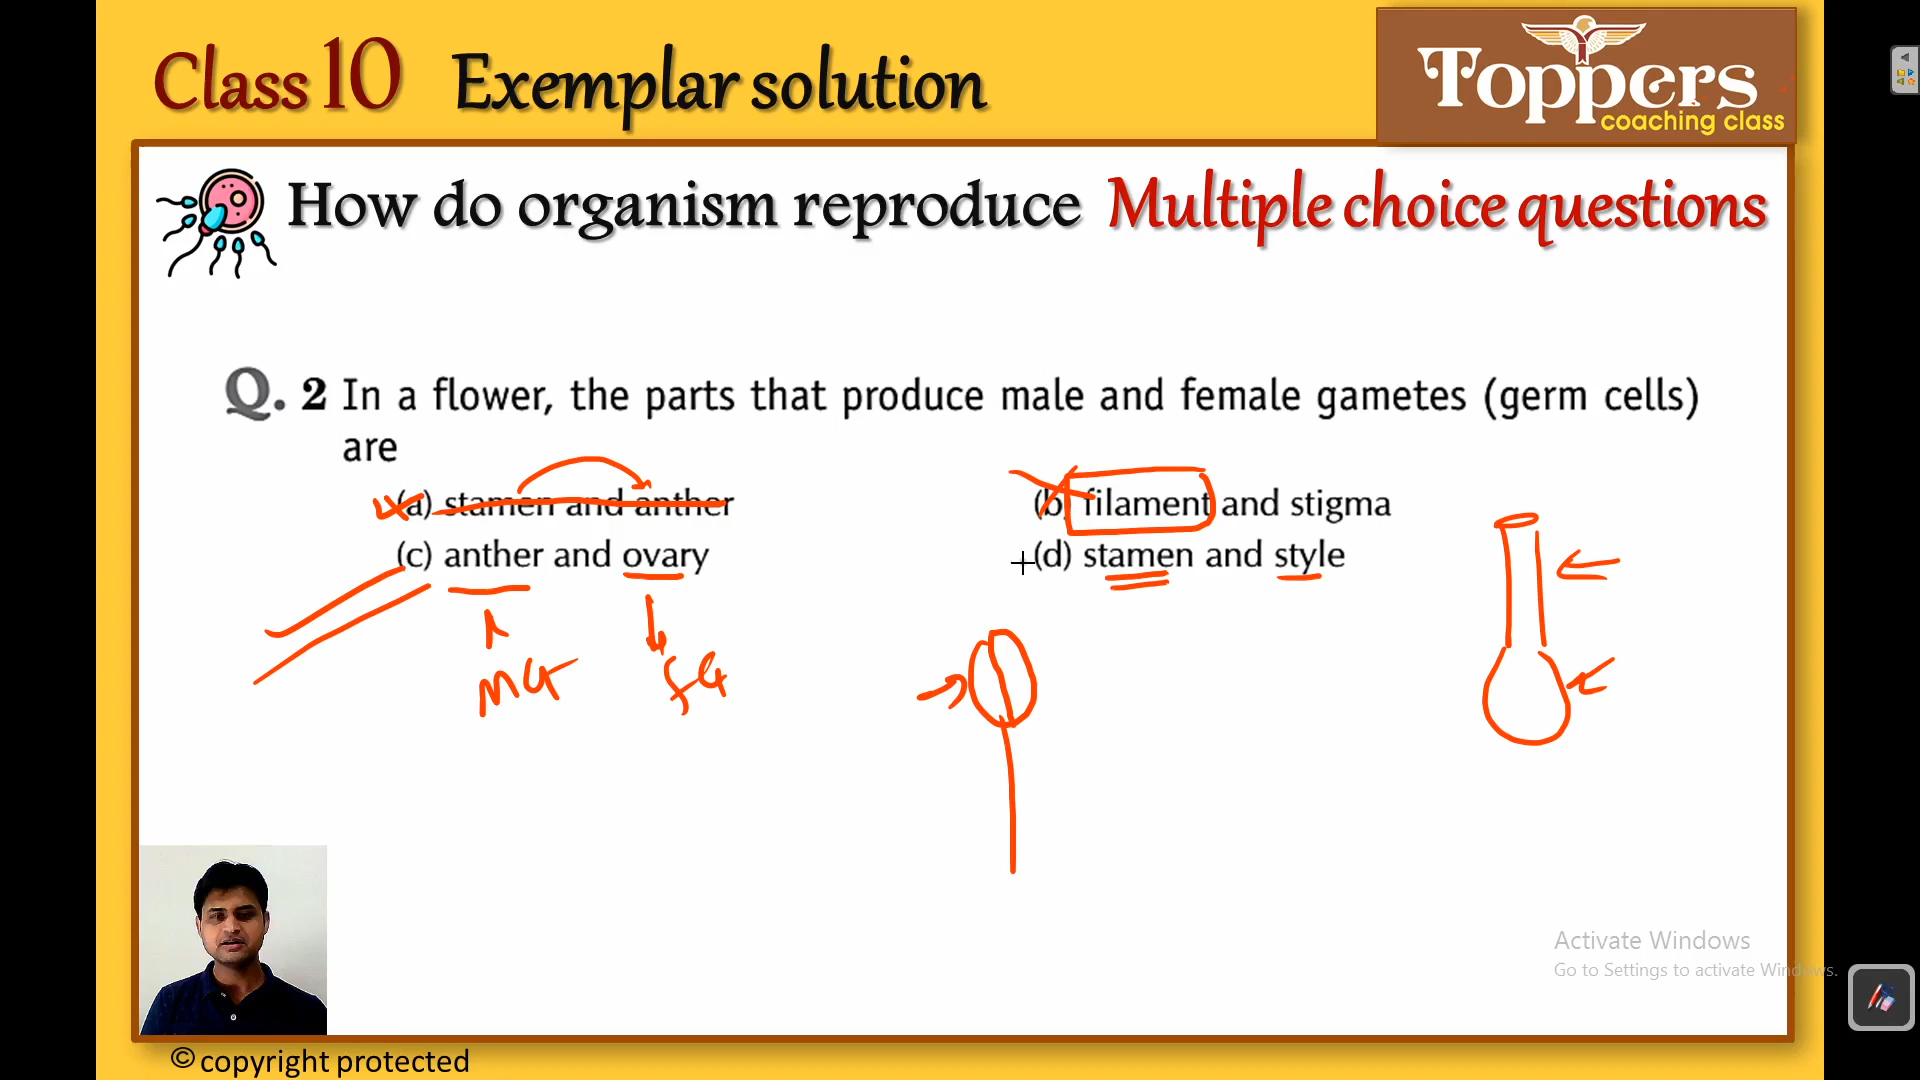 Class 10 Exemplar solution
Toppers
coaching class
How do organism reproduce Multiple choice questions
Q. 2 In a flower, the parts that produce male and female gametes (germ cells)
are
(a) stamen and anther (b) filament and stigma
(c) anther and ovary (d) stamen and style
MG FG
Activate Windows
Go to Settings to activate Windows.
© copyright protected